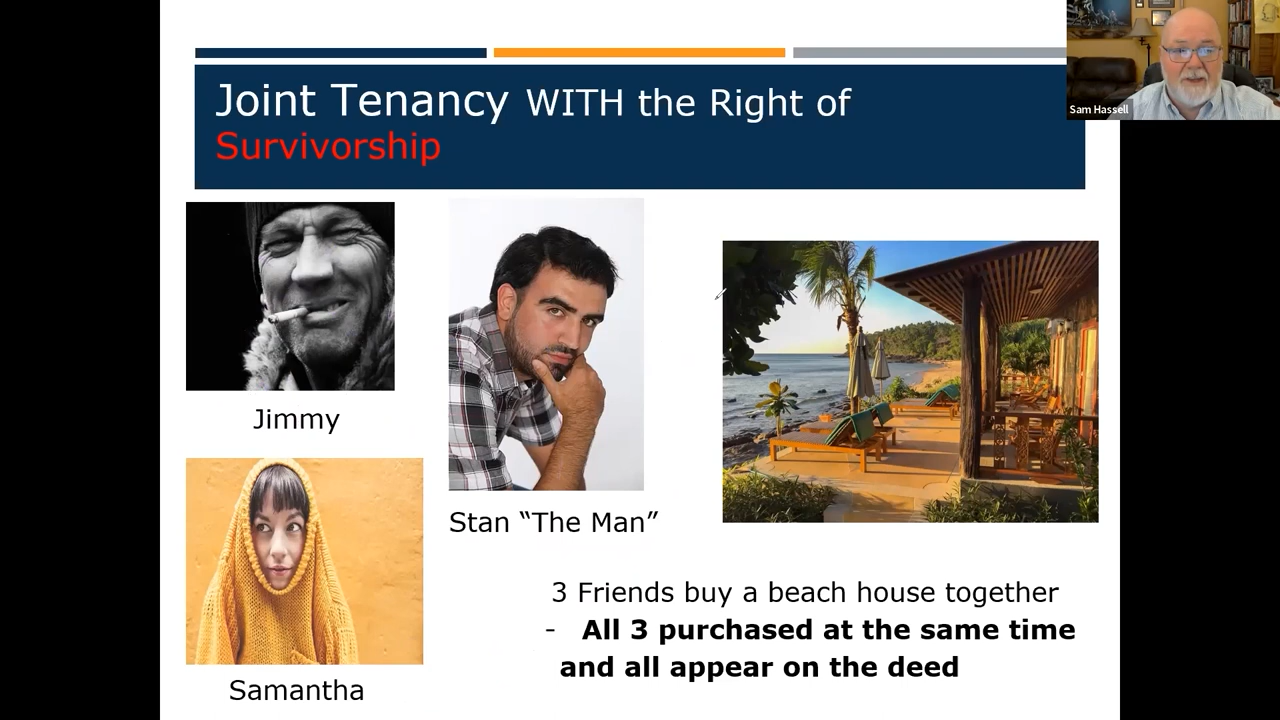 Joint Tenancy WITH the Right of
Survivorship
Sam Hassell
Jimmy
Stan “The Man”
Samantha
3 Friends buy a beach house together
- All 3 purchased at the same time
and all appear on the deed